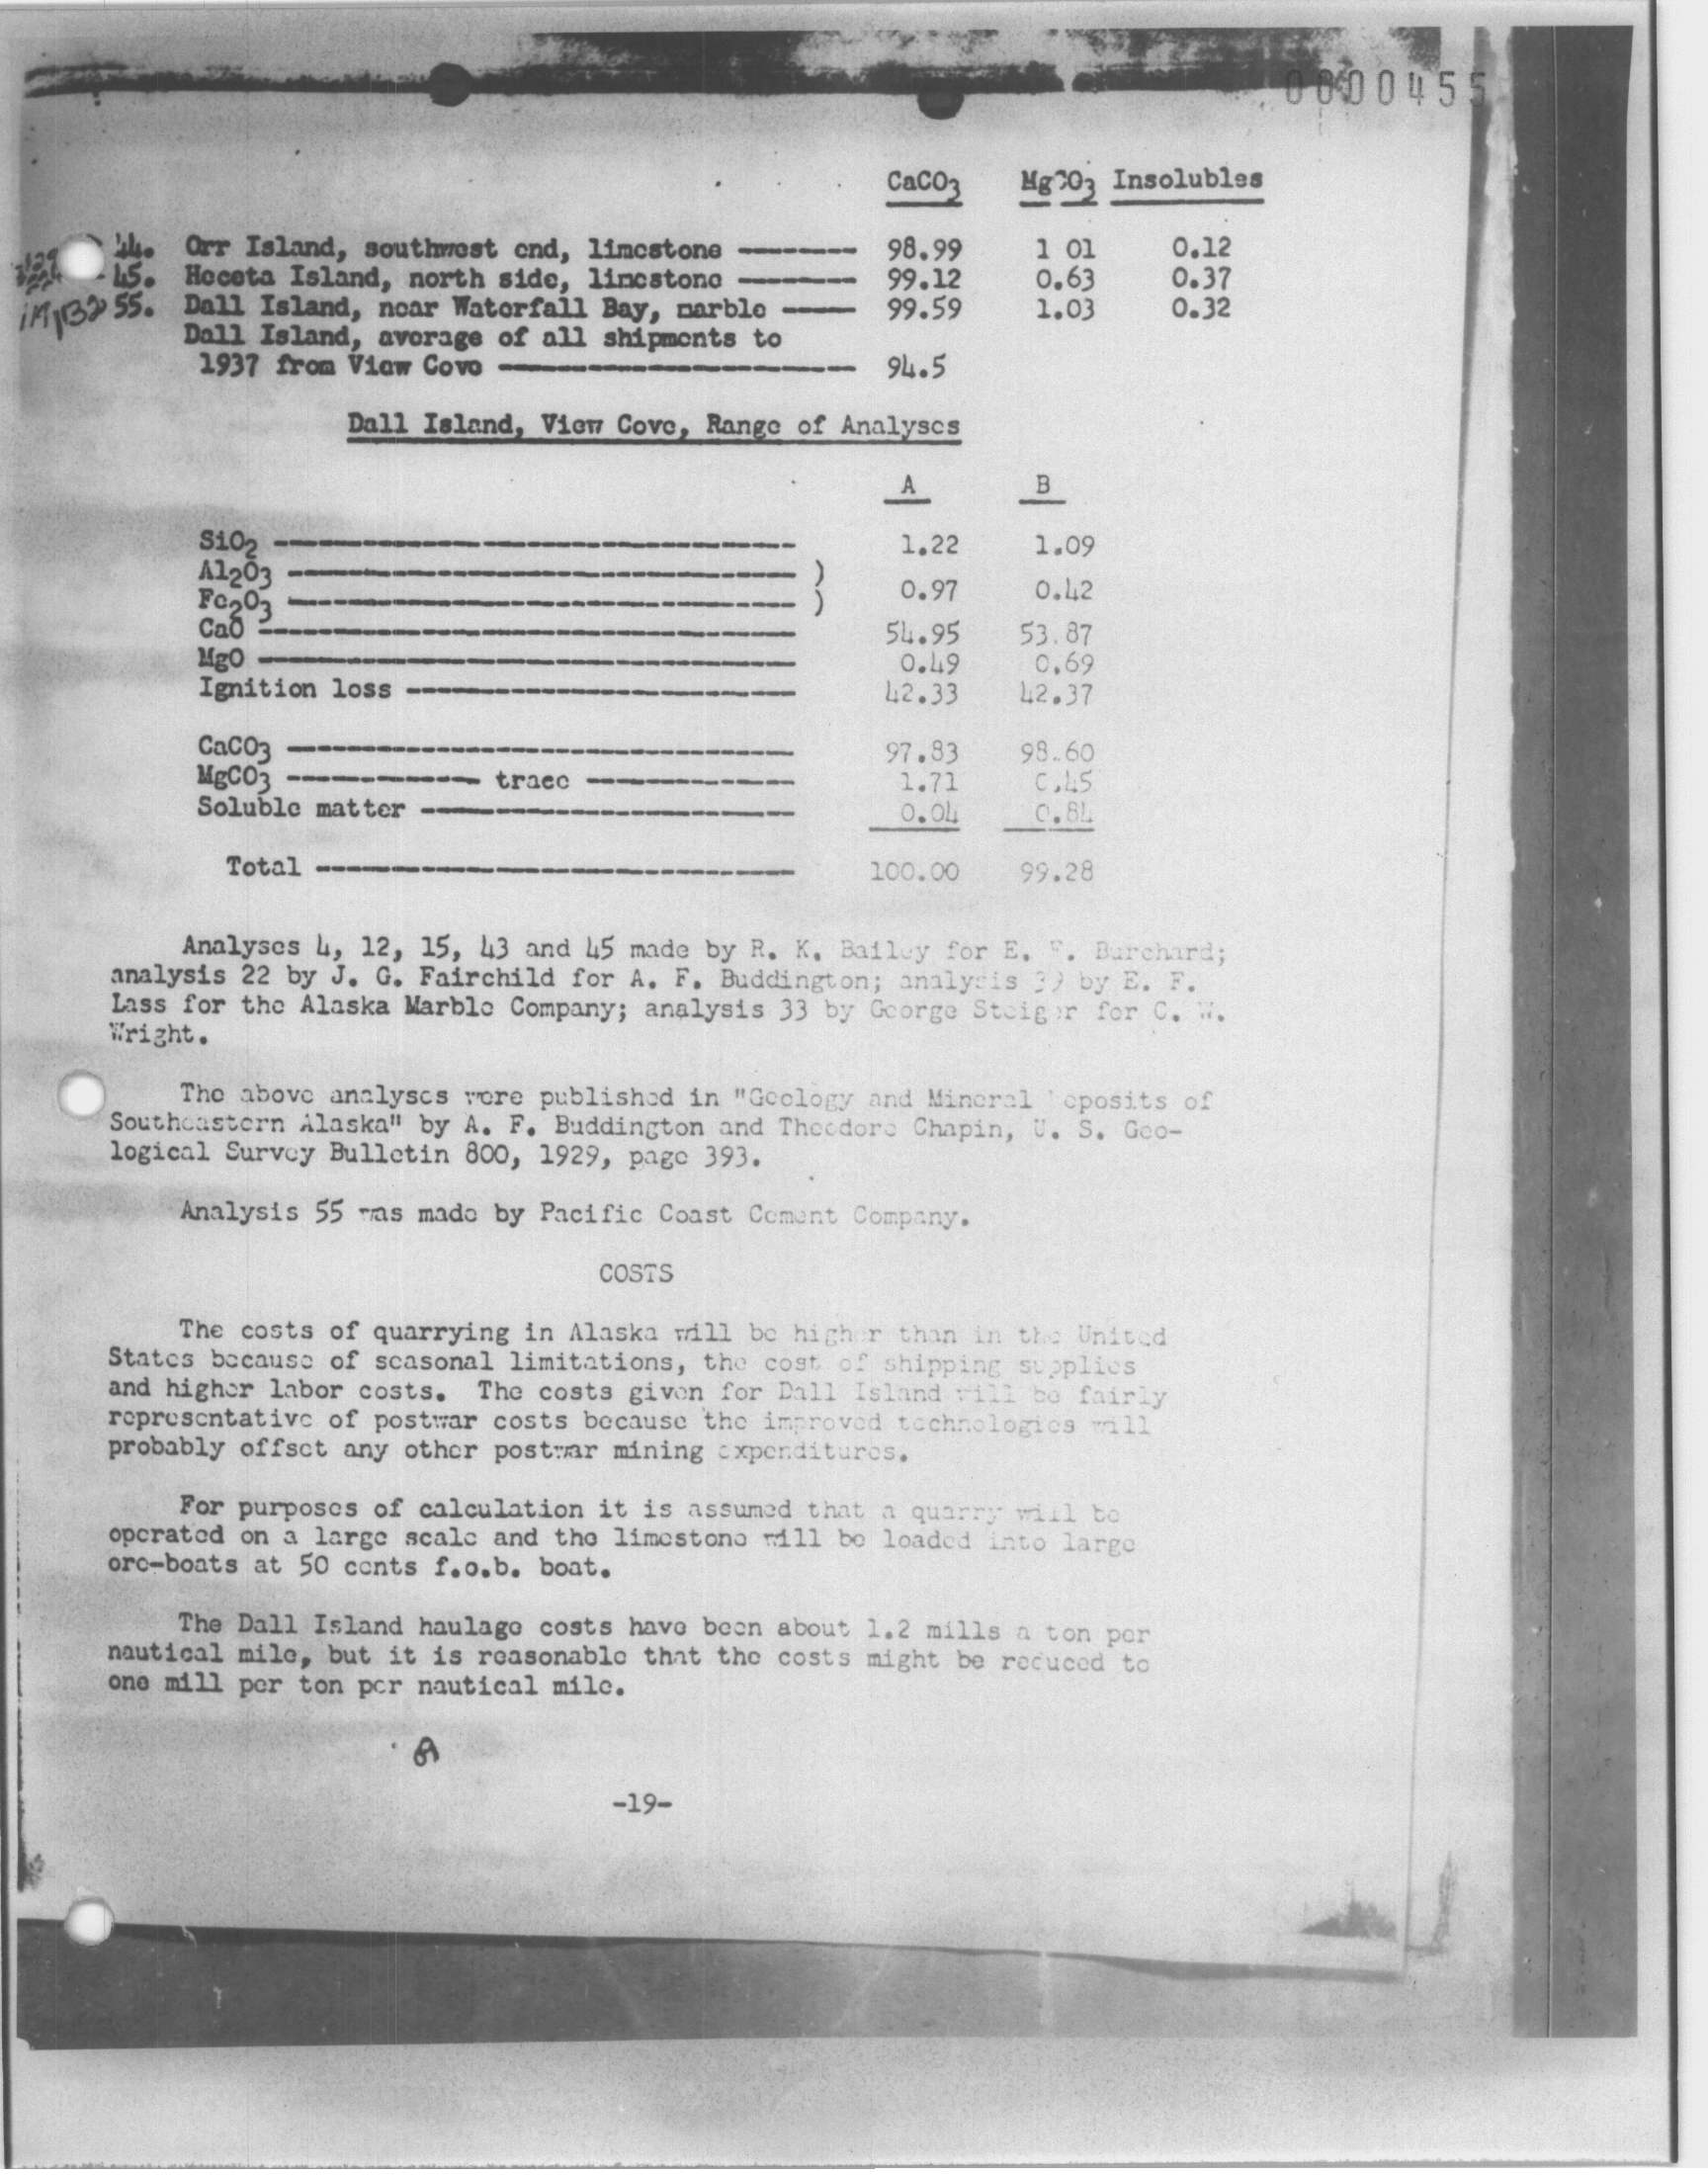 0000455
CaCO3 MgCO3 Insolubles
44. Orr Island, southwest end, limestone -------- 98.99 1 01 0.12
45. Heceta Island, north side, limestone -------- 99.12 0.63 0.37
55. Dall Island, near Waterfall Bay, marble ----- 99.59 1.03 0.32
Dall Island, average of all shipments to
1937 from View Cove ------------------------ 94.5
Dall Island, View Cove, Range of Analyses
A B
SiO2 ----------------------------------- 1.22 1.09
Al2O3 ---------------------------------- )
0.97 0.42
Fe2O3 ---------------------------------- )
CaO ------------------------------------ 54.95 53.87
MgO ------------------------------------ 0.49 0.69
Ignition loss -------------------------- 42.33 42.37
CaCO3 ---------------------------------- 97.83 98.60
MgCO3 ------------- trace -------------- 1.71 0.45
Soluble matter ------------------------- 0.04 0.84
Total -------------------------------- 100.00 99.28
Analyses 4, 12, 15, 43 and 45 made by R. K. Bailey for E. F. Burchard;
analysis 22 by J. G. Fairchild for A. F. Buddington; analysis 39 by E. F.
Lass for the Alaska Marble Company; analysis 33 by George Steiger for C. W.
Wright.
The above analyses were published in "Geology and Mineral Deposits of
Southeastern Alaska" by A. F. Buddington and Theodore Chapin, U. S. Geo-
logical Survey Bulletin 800, 1929, page 393.
Analysis 55 was made by Pacific Coast Cement Company.
COSTS
The costs of quarrying in Alaska will be higher than in the United
States because of seasonal limitations, the cost of shipping supplies
and higher labor costs. The costs given for Dall Island will be fairly
representative of postwar costs because the improved technologies will
probably offset any other postwar mining expenditures.
For purposes of calculation it is assumed that a quarry will be
operated on a large scale and the limestone will be loaded into large
ore-boats at 50 cents f.o.b. boat.
The Dall Island haulage costs have been about 1.2 mills a ton per
nautical mile, but it is reasonable that the costs might be reduced to
one mill per ton per nautical mile.
-19-